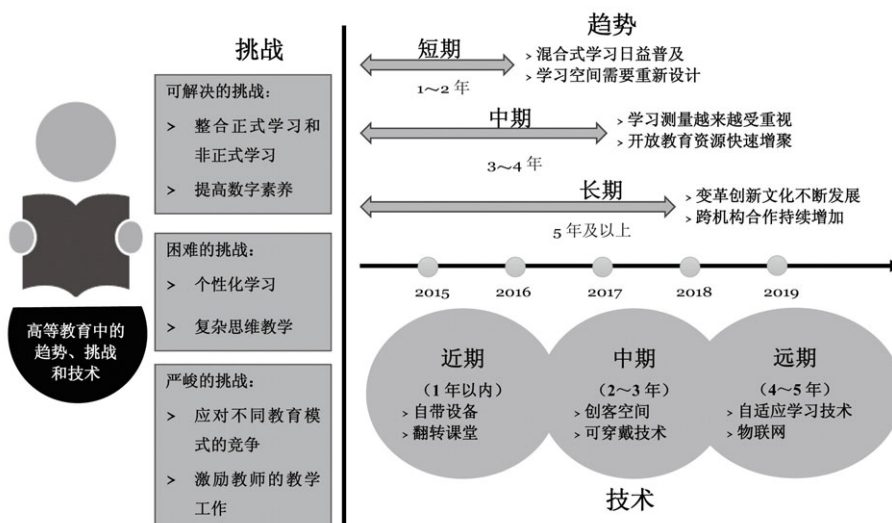 高等教育中的
趋势、挑战
和技术
挑战
可解决的挑战:
> 整合正式学习和
非正式学习
> 提高数字素养
困难的挑战:
> 个性化学习
> 复杂思维教学
严峻的挑战:
> 应对不同教育模
式的竞争
> 激励教师的教学
工作
趋势
短期
1～2 年
> 混合式学习日益普及
> 学习空间需要重新设计
中期
3～4 年
> 学习测量越来越受重视
> 开放教育资源快速增聚
长期
5 年及以上
> 变革创新文化不断发展
> 跨机构合作持续增加
2015 2016 2017 2018 2019
近期
（1 年以内）
> 自带设备
> 翻转课堂
中期
（2～3 年）
> 创客空间
> 可穿戴技术
远期
（4～5 年）
> 自适应学习技术
> 物联网
技术